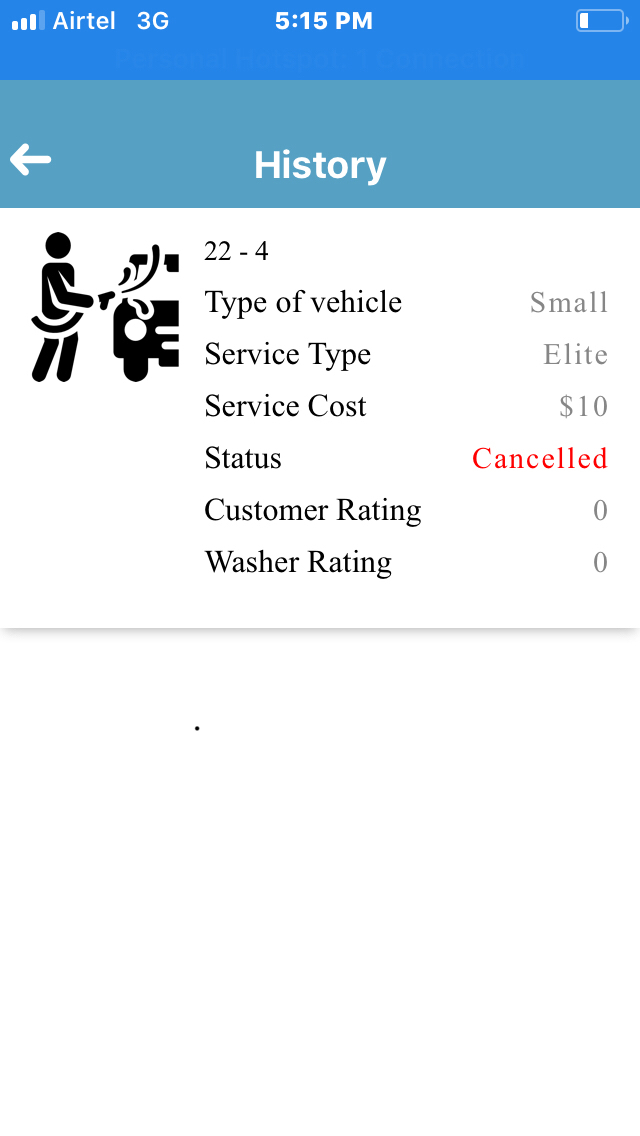 Airtel 3G 5:15 PM
Personal Hotspot: 1 Connection
History
22 - 4
Type of vehicle Small
Service Type Elite
Service Cost $10
Status Cancelled
Customer Rating 0
Washer Rating 0
.